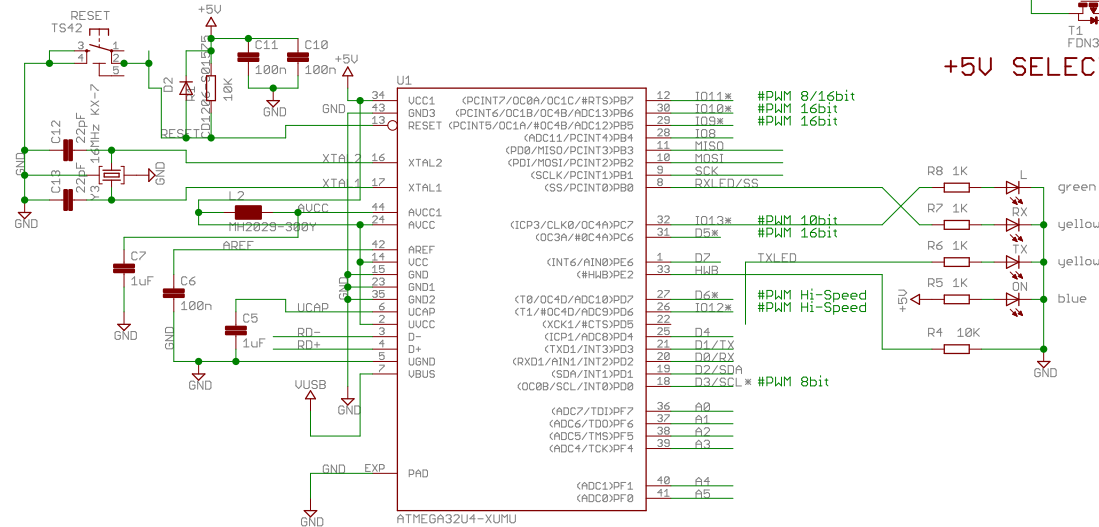 RESET
TS42
3
1
4
2
5
+5V
C11
100n
C10
100n
D2
R1
10K
RESET
C12
22pF
C13
22pF
16MHz KX-7
Y3
GND
GND
GND
GND
XTAL2
XTAL1
L2
MH2029-300Y
AVCC
AREF
C7
1uF
C6
100n
C5
1uF
UCAP
RD-
RD+
GND
GND
GND
VUSB
+5V
GND
GND
GND
GND EXP
GND
U1
34 VCC1
43 GND3
13 RESET
16 XTAL2
17 XTAL1
44 AVCC1
24 AVCC
42 AREF
14 VCC
15 GND
23 GND1
35 GND2
6 UCAP
2 UVCC
3 D-
4 D+
5 UGND
7 VBUS
PAD
(PCINT7/OC0A/OC1C/#RTS)PB7 12 IO11* #PWM 8/16bit
(PCINT6/OC1B/OC4B/ADC13)PB6 30 IO10* #PWM 16bit
(PCINT5/OC1A/#OC4B/ADC12)PB5 29 IO9* #PWM 16bit
(ADC11/PCINT4)PB4 28 IO8
(PD0/MISO/PCINT3)PB3 11 MISO
(PDI/MOSI/PCINT2)PB2 10 MOSI
(SCLK/PCINT1)PB1 9 SCK
(SS/PCINT0)PB0 8 RXLED/SS
(ICP3/CLK0/OC4A)PC7 32 IO13* #PWM 10bit
(OC3A/#0C4A)PC6 31 D5* #PWM 16bit
(INT6/AIN0)PE6 1 D7
(#HWB)PE2 33 HWB
(T0/OC4D/ADC10)PD7 27 D6* #PWM Hi-Speed
(T1/#OC4D/ADC9)PD6 26 IO12* #PWM Hi-Speed
(XCK1/#CTS)PD5 22
(ICP1/ADC8)PD4 25 D4
(TXD1/INT3)PD3 21 D1/TX
(RXD1/AIN1/INT2)PD2 20 D0/RX
(SDA/INT1)PD1 19 D2/SDA
(OC0B/SCL/INT0)PD0 18 D3/SCL* #PWM 8bit
(ADC7/TDI)PF7 36 A0
(ADC6/TDO)PF6 37 A1
(ADC5/TMS)PF5 38 A2
(ADC4/TCK)PF4 39 A3
(ADC1)PF1 40 A4
(ADC0)PF0 41 A5
ATMEGA32U4-XUMU
TXLED
R8 1K L green
R7 1K RX yellow
R6 1K TX yellow
+5V R5 1K ON blue
R4 10K
GND
T1
FDN3
+5V SELEC